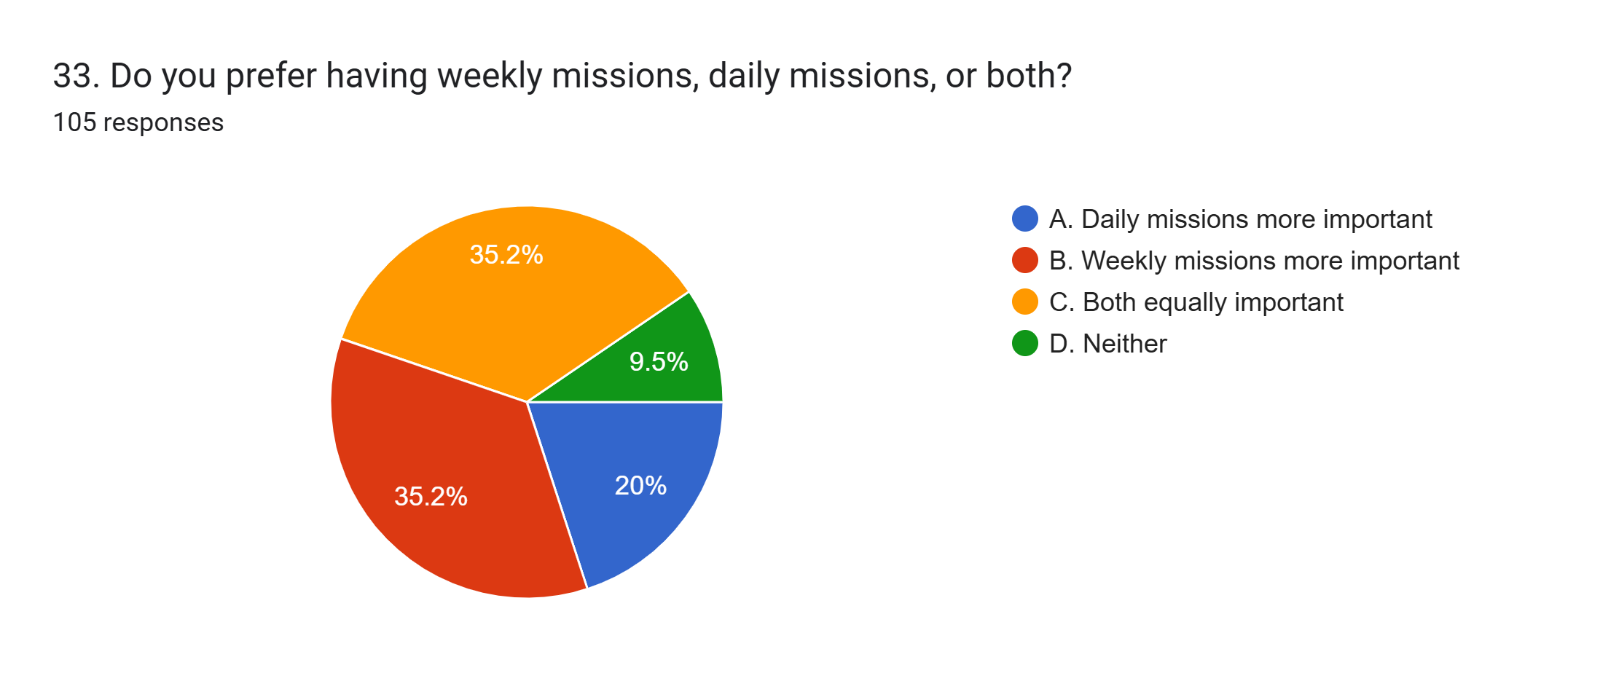 33. Do you prefer having weekly missions, daily missions, or both?
105 responses
35.2%
9.5%
20%
35.2%
A. Daily missions more important
B. Weekly missions more important
C. Both equally important
D. Neither